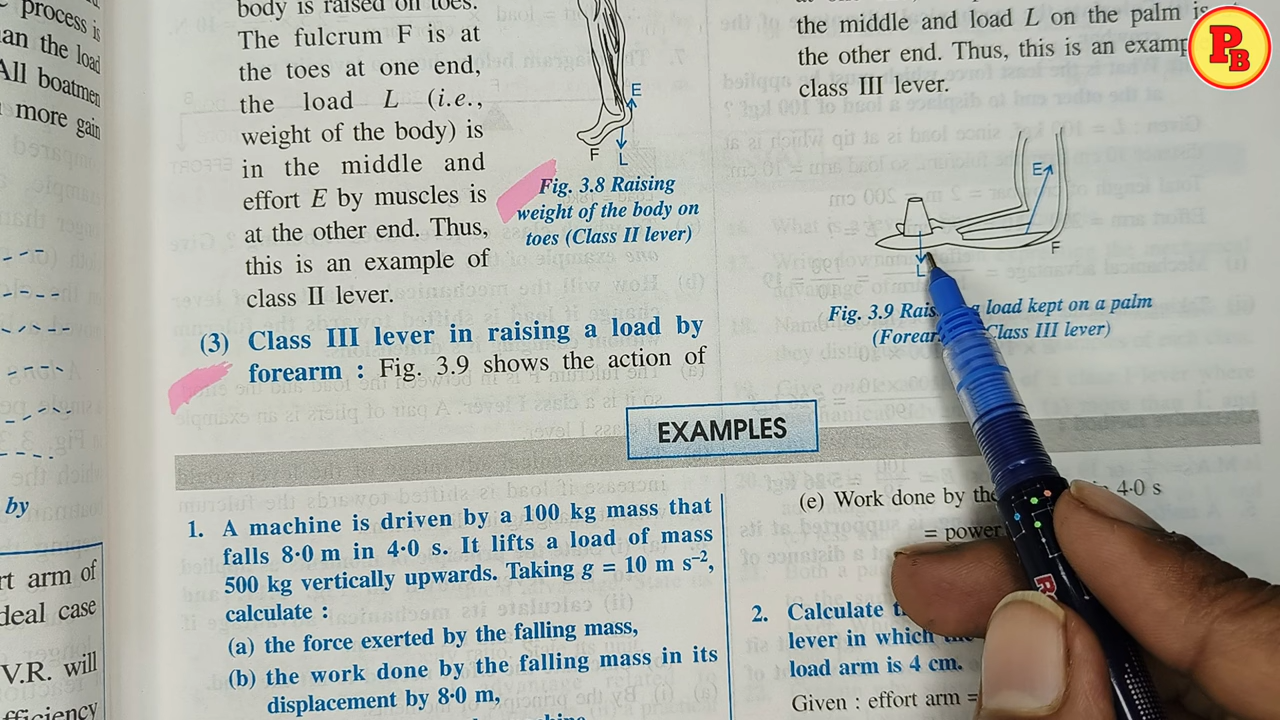 process is
an the load
All boatmen
more gain
by
rt arm of
deal case
V.R. will
fficiency
body is raised on toes.
The fulcrum F is at
the toes at one end,
the load L (i.e.,
weight of the body) is
in the middle and
effort E by muscles is
at the other end. Thus,
this is an example of
class II lever.
E
F
L
Fig. 3.8 Raising
weight of the body on
toes (Class II lever)
(3) Class III lever in raising a load by
forearm : Fig. 3.9 shows the action of
the middle and load L on the palm is
the other end. Thus, this is an examp
class III lever.
PB
E
F
L
Fig. 3.9 Rais load kept on a palm
(Forear Class III lever)
EXAMPLES
1. A machine is driven by a 100 kg mass that
falls 8·0 m in 4·0 s. It lifts a load of mass
500 kg vertically upwards. Taking g = 10 m s⁻²,
calculate :
(a) the force exerted by the falling mass,
(b) the work done by the falling mass in its
displacement by 8·0 m,
(e) Work done by the 4·0 s
= power
2. Calculate
lever in which
load arm is 4 cm.
Given : effort arm =